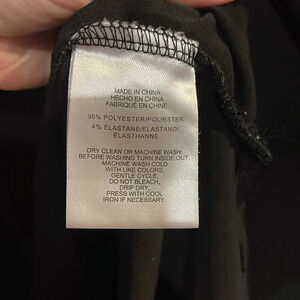 MADE IN CHINA
HECHO EN CHINA
FABRIQUÉ EN CHINE
96% POLYESTER/POLIESTER
4% ELASTANE/ELASTANO/
ÉLASTHANNE
DRY CLEAN OR MACHINE WASH:
BEFORE WASHING TURN INSIDE OUT.
MACHINE WASH COLD
WITH LIKE COLORS,
GENTLE CYCLE,
DO NOT BLEACH,
DRIP DRY,
PRESS WITH COOL
IRON IF NECESSARY.